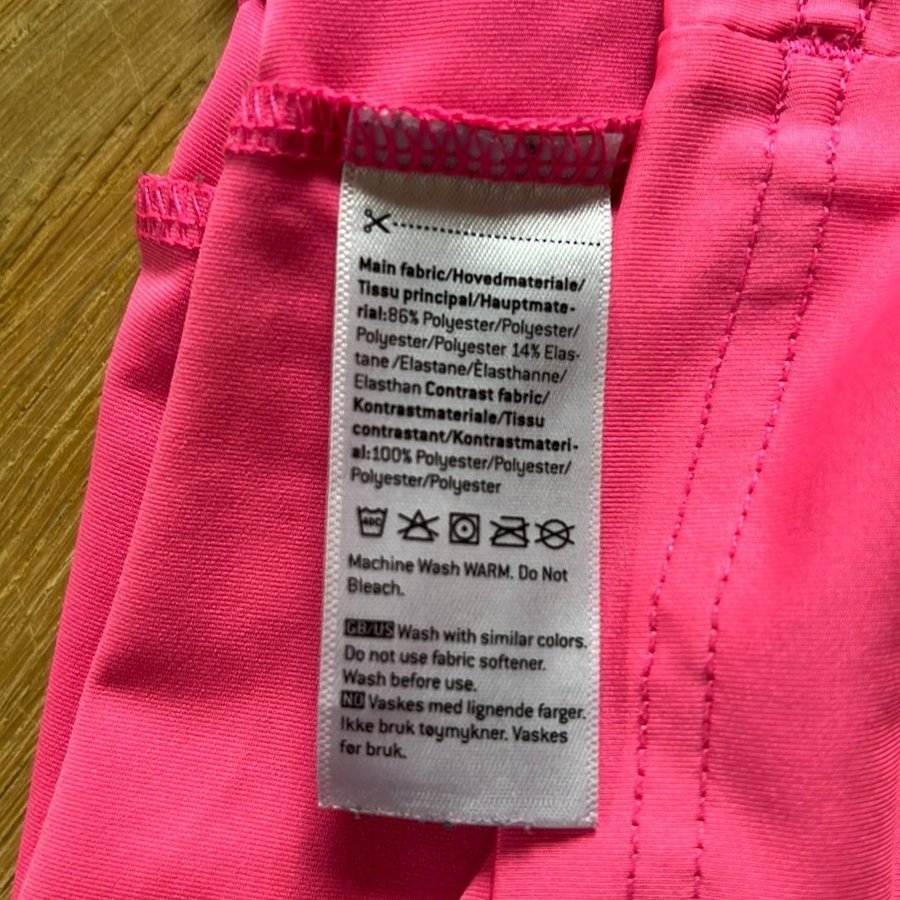 Main fabric/Hovedmateriale/
Tissu principal/Hauptmate-
rial:86% Polyester/Polyester/
Polyester/Polyester 14% Elas-
tane /Elastane/Èlasthanne/
Elasthan Contrast fabric/
Kontrastmateriale/Tissu
contrastant/Kontrastmateri-
al:100% Polyester/Polyester/
Polyester/Polyester
40C
Machine Wash WARM. Do Not
Bleach.
GB/US Wash with similar colors.
Do not use fabric softener.
Wash before use.
NO Vaskes med lignende farger.
Ikke bruk tøymykner. Vaskes
før bruk.